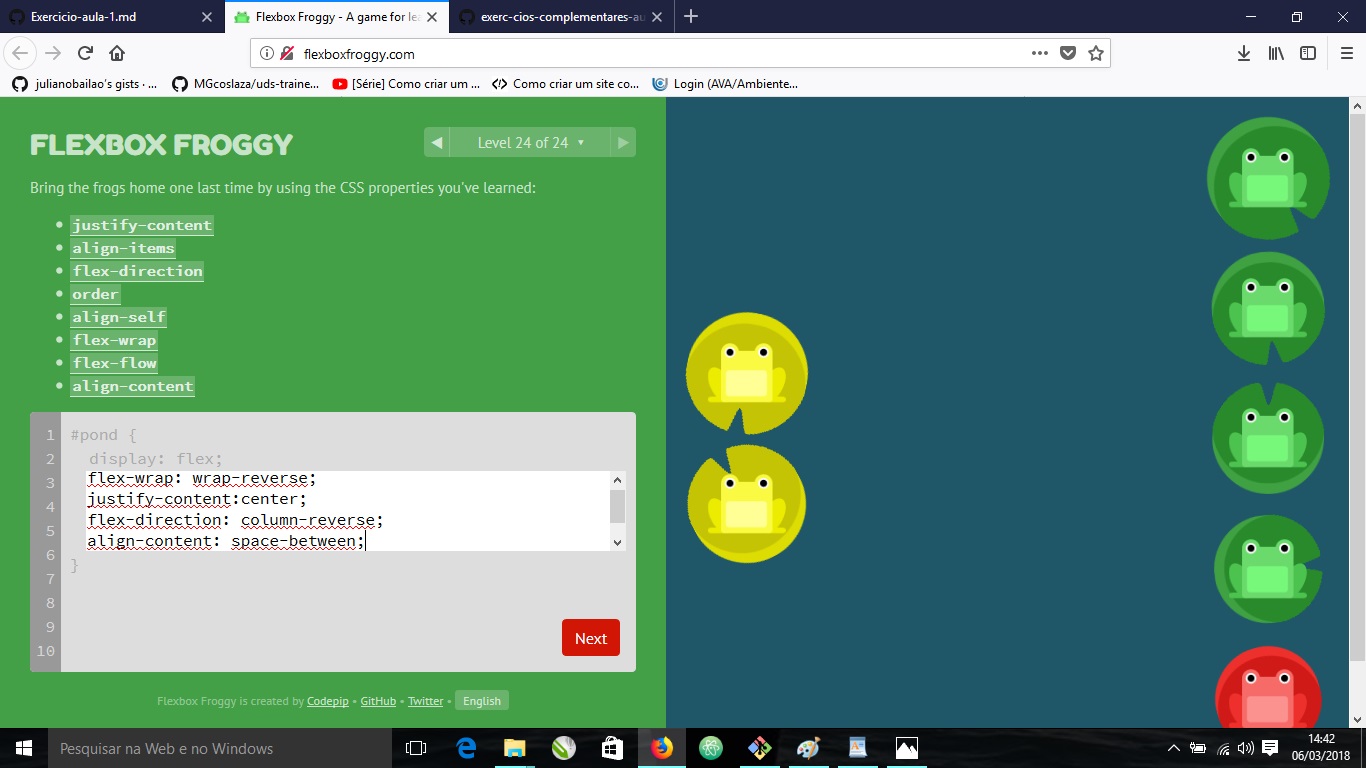 Exercicio-aula-1.md
Flexbox Froggy - A game for lea
exerc-cios-complementares-au
flexboxfroggy.com
julianobailao's gists · ...
MGcoslaza/uds-traine...
[Série] Como criar um ...
Como criar um site co...
Login (AVA/Ambiente...
FLEXBOX FROGGY
Level 24 of 24
Bring the frogs home one last time by using the CSS properties you've learned:
justify-content
align-items
flex-direction
order
align-self
flex-wrap
flex-flow
align-content
1 #pond {
2 display: flex;
3 flex-wrap: wrap-reverse;
4 justify-content:center;
5 flex-direction: column-reverse;
6 align-content: space-between;
7 }
8
9
10
Next
Flexbox Froggy is created by Codepip • GitHub • Twitter • English
Pesquisar na Web e no Windows
14:42
06/03/2018